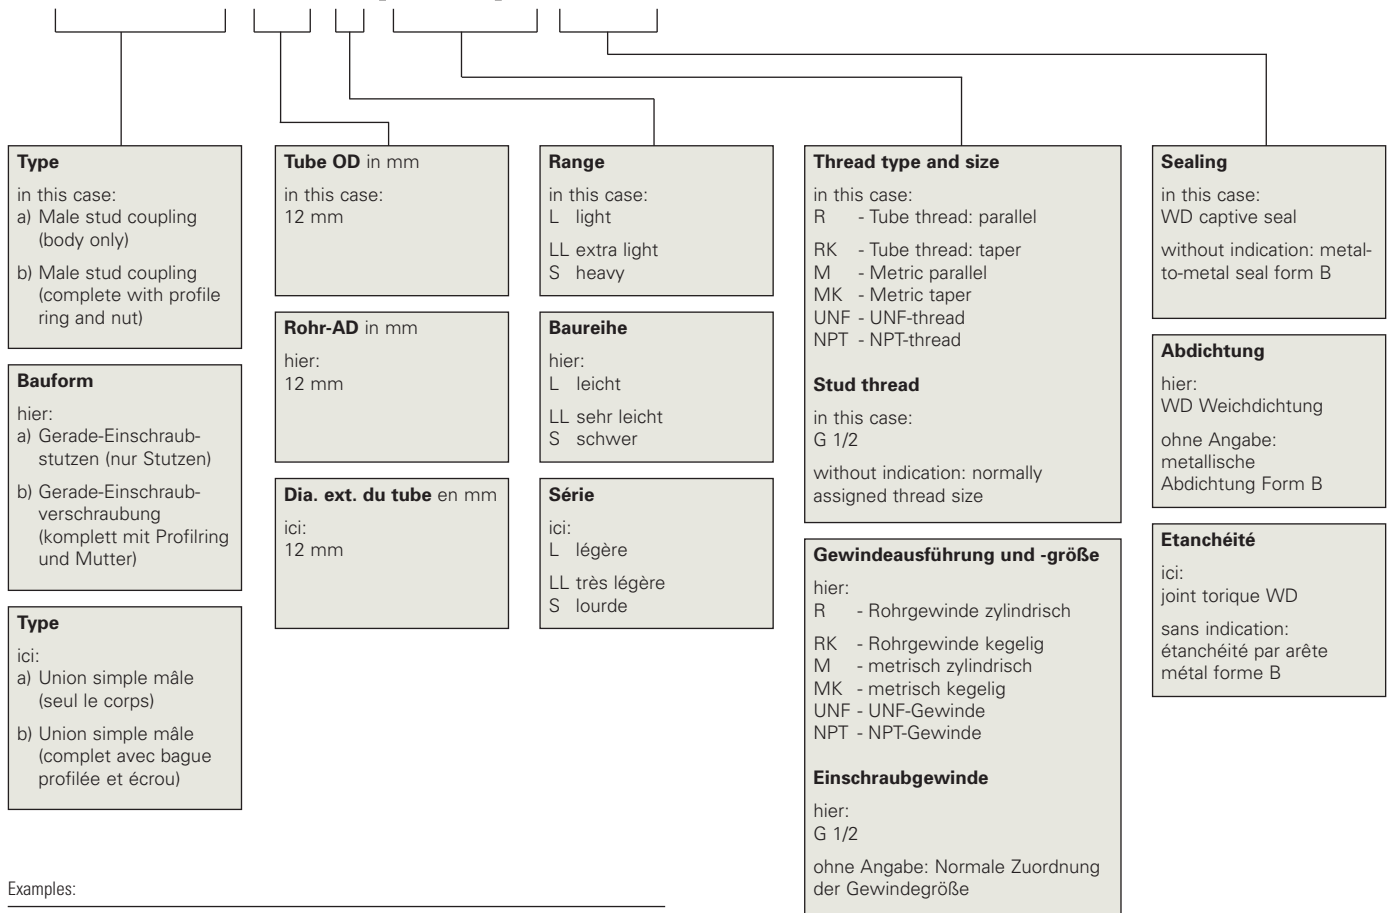 Type
in this case:
a) Male stud coupling
(body only)
b) Male stud coupling
(complete with profile
ring and nut)
Bauform
hier:
a) Gerade-Einschraub-
stutzen (nur Stutzen)
b) Gerade-Einschraub-
verschraubung
(komplett mit Profilring
und Mutter)
Type
ici:
a) Union simple mâle
(seul le corps)
b) Union simple mâle
(complet avec bague
profilée et écrou)
Tube OD in mm
in this case:
12 mm
Rohr-AD in mm
hier:
12 mm
Dia. ext. du tube en mm
ici:
12 mm
Range
in this case:
L light
LL extra light
S heavy
Baureihe
hier:
L leicht
LL sehr leicht
S schwer
Série
ici:
L légère
LL très légère
S lourde
Thread type and size
in this case:
R - Tube thread: parallel
RK - Tube thread: taper
M - Metric parallel
MK - Metric taper
UNF - UNF-thread
NPT - NPT-thread
Stud thread
in this case:
G 1/2
without indication: normally
assigned thread size
Gewindeausführung und -größe
hier:
R - Rohrgewinde zylindrisch
RK - Rohrgewinde kegelig
M - metrisch zylindrisch
MK - metrisch kegelig
UNF - UNF-Gewinde
NPT - NPT-Gewinde
Einschraubgewinde
hier:
G 1/2
ohne Angabe: Normale Zuordnung
der Gewindegröße
Sealing
in this case:
WD captive seal
without indication: metal-
to-metal seal form B
Abdichtung
hier:
WD Weichdichtung
ohne Angabe:
metallische
Abdichtung Form B
Etanchéité
ici:
joint torique WD
sans indication:
étanchéité par arête
métal forme B
Examples: